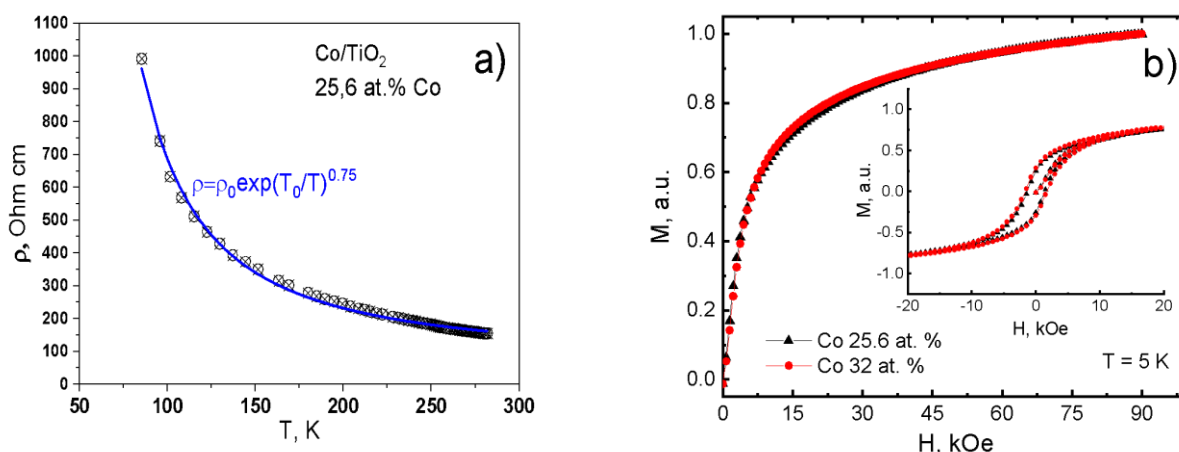 a)
Co/TiO₂
25,6 at.% Co
ρ=ρ₀exp(T₀/T)^0.75
ρ, Ohm cm
1100
1000
900
800
700
600
500
400
300
200
100
0
50
100
150
200
250
300
T, K
b)
M, a.u.
1.0
0.8
0.6
0.4
0.2
0.0
M, a.u.
1.0
0.5
0.0
-0.5
-1.0
-20
-10
0
10
20
H, kOe
Co 25.6 at. %
Co 32 at. %
T = 5 K
0
15
30
45
60
75
90
H, kOe